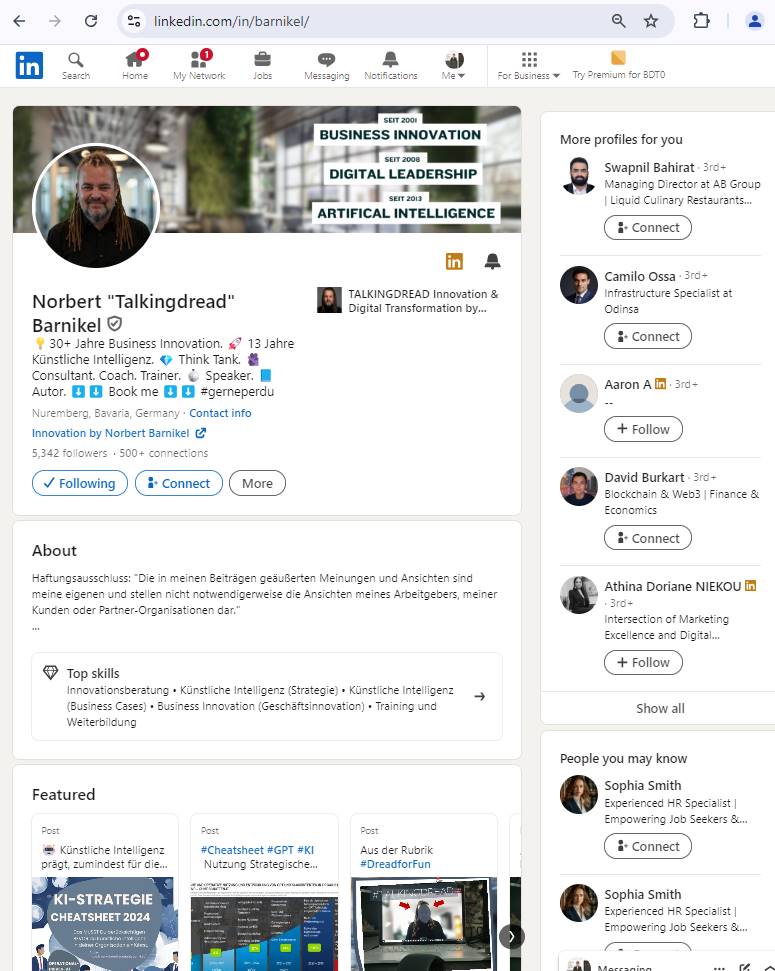 linkedin.com/in/barnikel/
in
Search
Home
1
My Network
Jobs
Messaging
Notifications
Me
For Business
Try Premium for BDT0
SEIT 2001
BUSINESS INNOVATION
SEIT 2008
DIGITAL LEADERSHIP
SEIT 2013
ARTIFICAL INTELLIGENCE
in
Norbert "Talkingdread"
Barnikel
TALKINGDREAD Innovation &
Digital Transformation by...
30+ Jahre Business Innovation. 🚀 13 Jahre
Künstliche Intelligenz. 💎 Think Tank.
Consultant. Coach. Trainer. Speaker. 📘
Autor. ⬇️ ⬇️ Book me ⬇️ ⬇️ #gerneperdu
Nuremberg, Bavaria, Germany · Contact info
Innovation by Norbert Barnikel
5,342 followers · 500+ connections
Following
Connect
More
About
Haftungsausschluss: "Die in meinen Beiträgen geäußerten Meinungen und Ansichten sind
meine eigenen und stellen nicht notwendigerweise die Ansichten meines Arbeitgebers, meiner
Kunden oder Partner-Organisationen dar."
...
Top skills
Innovationsberatung • Künstliche Intelligenz (Strategie) • Künstliche Intelligenz
(Business Cases) • Business Innovation (Geschäftsinnovation) • Training und
Weiterbildung
Featured
Post
Künstliche Intelligenz
prägt, zumindest für die...
KI-STRATEGIE
CHEATSHEET 2024
Post
#Cheatsheet #GPT #KI
Nutzung Strategische...
Post
Aus der Rubrik
#DreadforFun
#TALKINGDREAD
More profiles for you
Swapnil Bahirat · 3rd+
Managing Director at AB Group
| Liquid Culinary Restaurants...
Connect
Camilo Ossa · 3rd+
Infrastructure Specialist at
Odinsa
Connect
Aaron A in · 3rd+
--
+ Follow
David Burkart · 3rd+
Blockchain & Web3 | Finance &
Economics
Connect
Athina Doriane NIEKOU in
· 3rd+
Intersection of Marketing
Excellence and Digital...
+ Follow
Show all
People you may know
Sophia Smith
Experienced HR Specialist |
Empowering Job Seekers &...
Connect
Sophia Smith
Experienced HR Specialist |
Empowering Job Seekers &...
Messaging